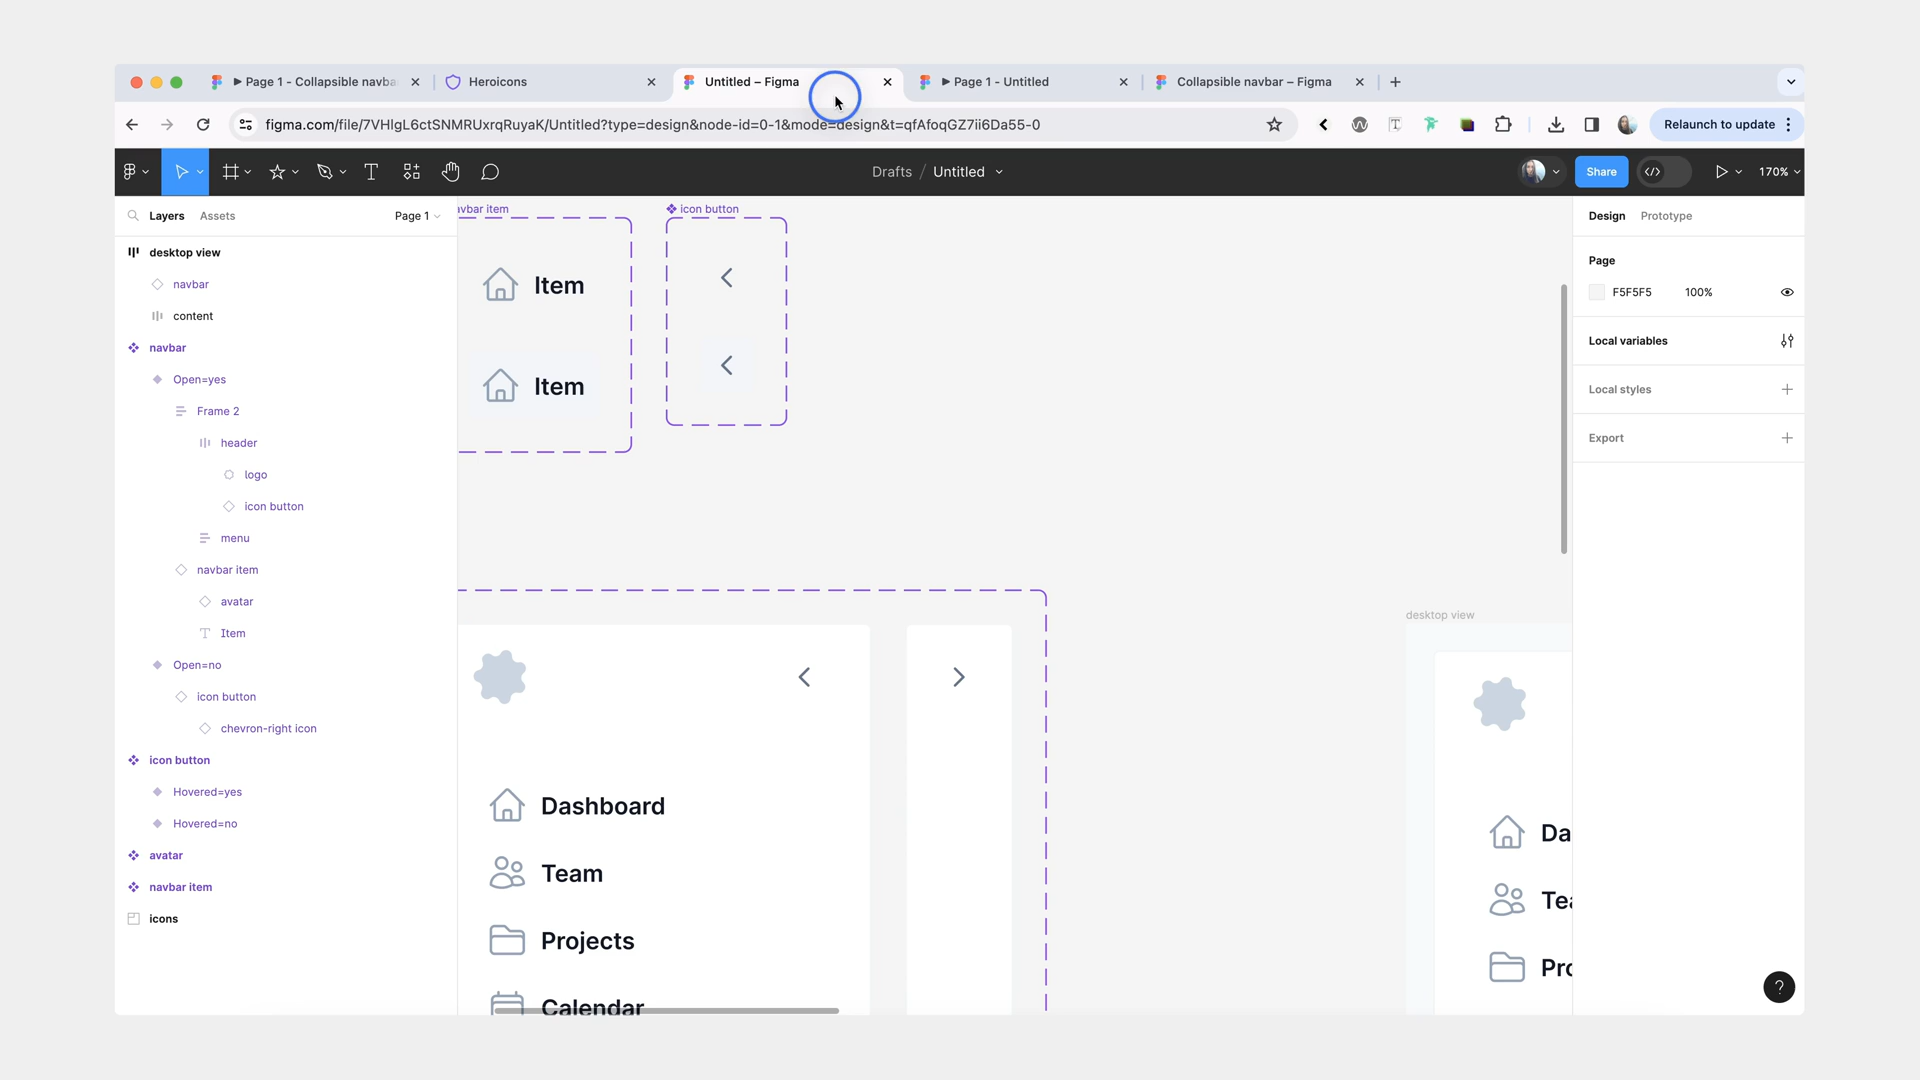 Page 1 - Collapsible navba
Heroicons
Untitled – Figma
Page 1 - Untitled
Collapsible navbar – Figma
figma.com/file/7VHlgL6ctSNMRUxrqRuyaK/Untitled?type=design&node-id=0-1&mode=design&t=qfAfoqGZ7ii6Da55-0
Relaunch to update
Drafts / Untitled
Share
170%
Layers
Assets
Page 1
desktop view
navbar
content
navbar
Open=yes
Frame 2
header
logo
icon button
menu
navbar item
avatar
Item
Open=no
icon button
chevron-right icon
icon button
Hovered=yes
Hovered=no
avatar
navbar item
icons
avbar item
Item
Item
icon button
Dashboard
Team
Projects
Calendar
desktop view
Da
Tea
Pro
Design
Prototype
Page
F5F5F5
100%
Local variables
Local styles
Export
?